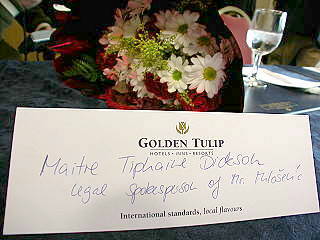 GOLDEN TULIP
HOTELS · INNS · RESORTS
Maitre Tiphaine Dickson
Legal spokesperson of Mr. Milošević
International standards, local flavours